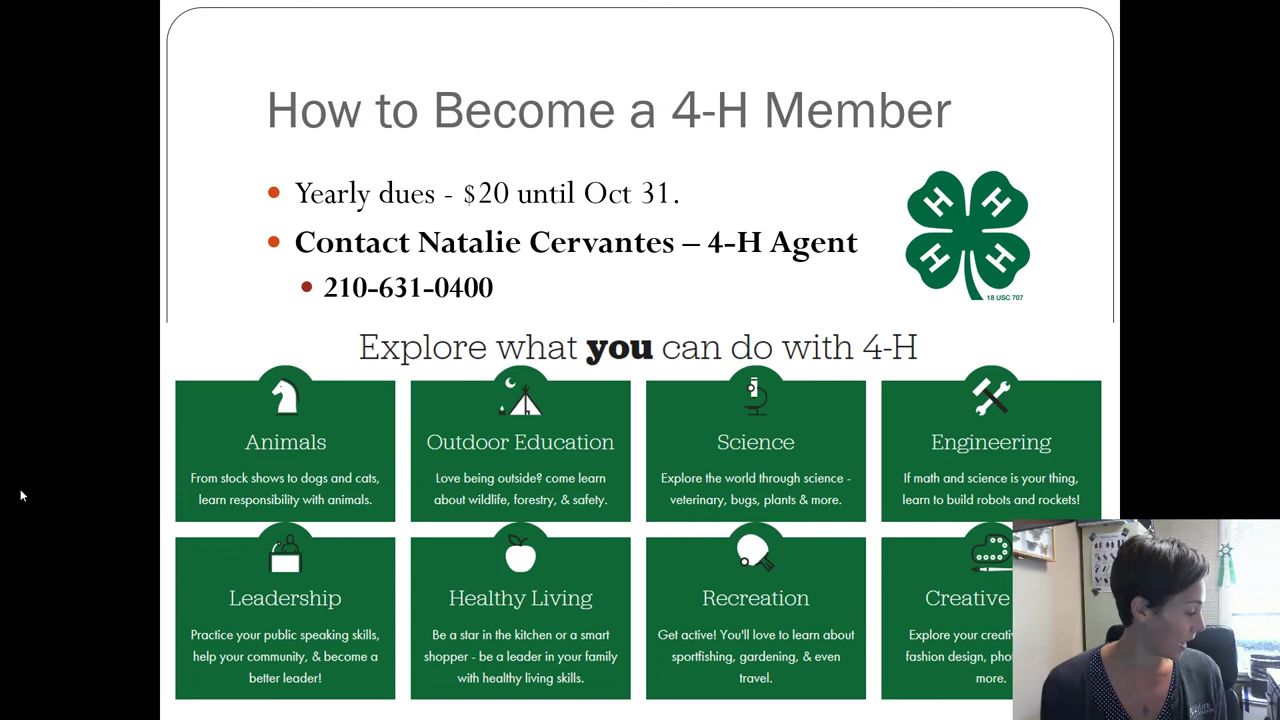 How to Become a 4-H Member
Yearly dues - $20 until Oct 31.
Contact Natalie Cervantes – 4-H Agent
210-631-0400
H H
H H
18 USC 707
Explore what you can do with 4-H
Animals
From stock shows to dogs and cats,
learn responsibility with animals.
Outdoor Education
Love being outside? come learn
about wildlife, forestry, & safety.
Science
Explore the world through science -
veterinary, bugs, plants & more.
Engineering
If math and science is your thing,
learn to build robots and rockets!
Leadership
Practice your public speaking skills,
help your community, & become a
better leader!
Healthy Living
Be a star in the kitchen or a smart
shopper - be a leader in your family
with healthy living skills.
Recreation
Get active! You'll love to learn about
sportfishing, gardening, & even
travel.
Creative
Explore your
fashion design,
more.